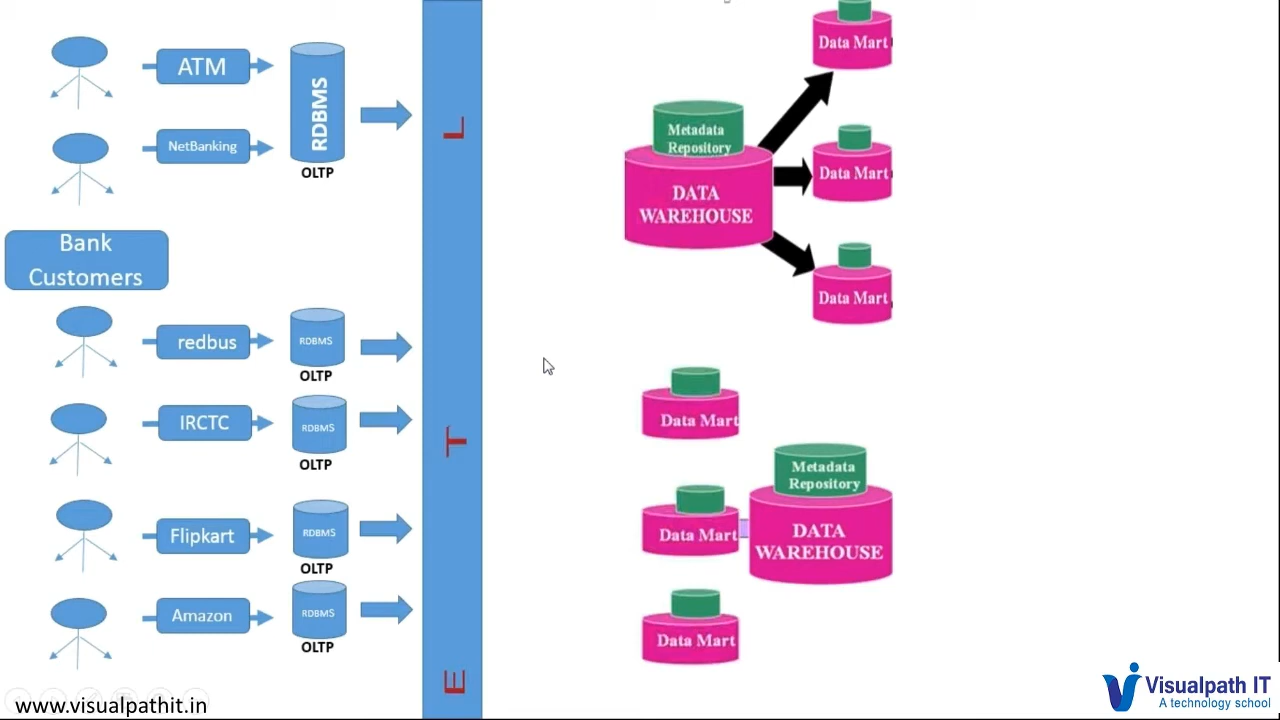 ATM
NetBanking
RDBMS
OLTP
Bank
Customers
redbus
RDBMS
OLTP
IRCTC
RDBMS
OLTP
Flipkart
RDBMS
OLTP
Amazon
RDBMS
OLTP
E
T
L
Data Mart
Metadata
Repository
DATA
WAREHOUSE
Data Mart
Data Mart
Data Mart
Metadata
Repository
Data Mart
DATA
WAREHOUSE
Data Mart
www.visualpathit.in
Visualpath IT
A technology school